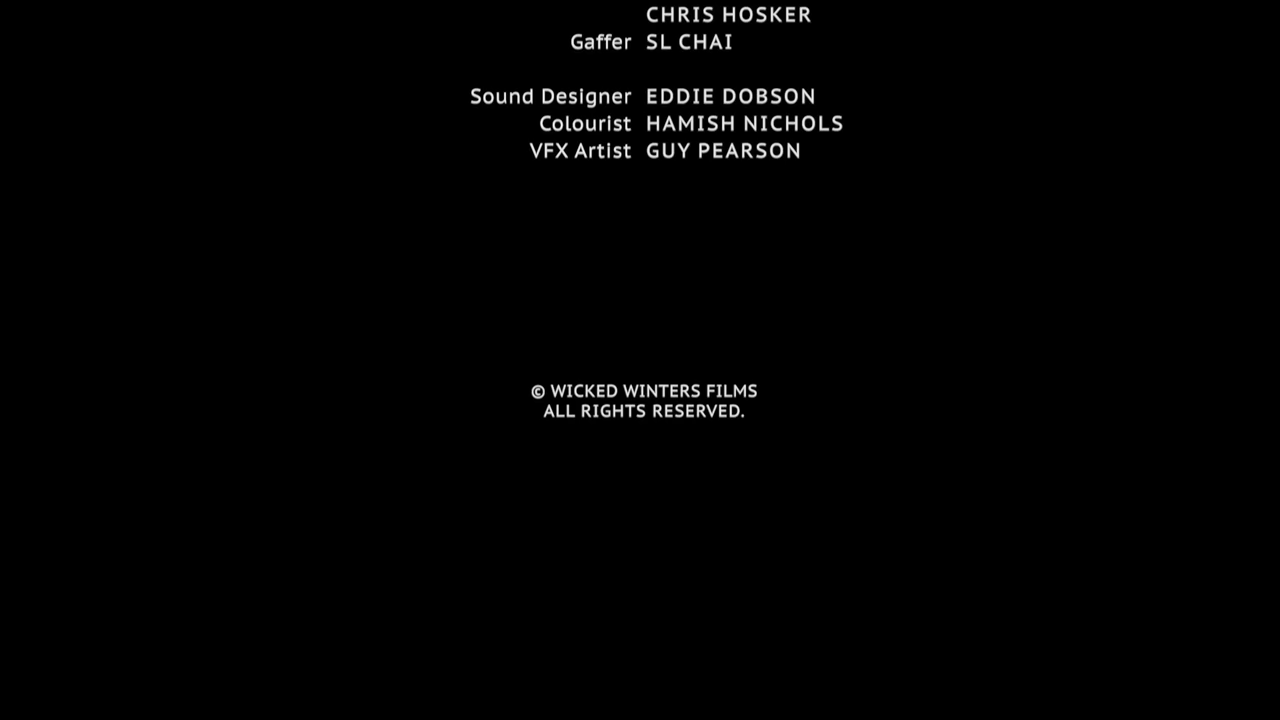 CHRIS HOSKER
Gaffer SL CHAI
Sound Designer EDDIE DOBSON
Colourist HAMISH NICHOLS
VFX Artist GUY PEARSON
© WICKED WINTERS FILMS
ALL RIGHTS RESERVED.